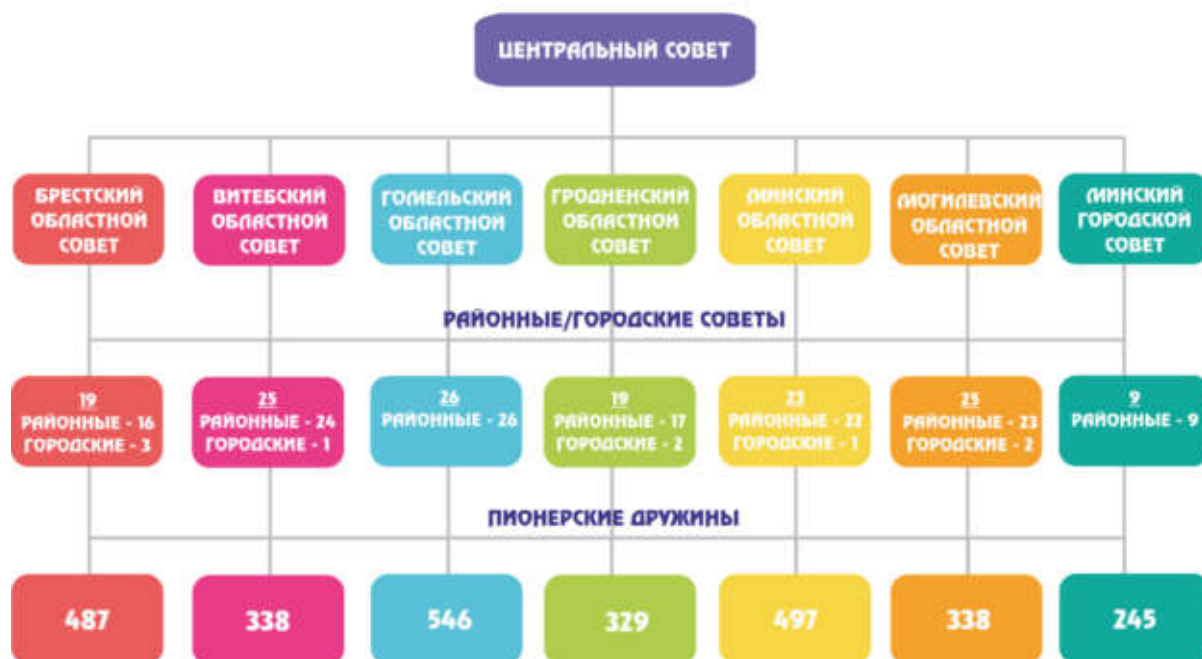 ЦЕНТРАЛЬНЫЙ СОВЕТ
БРЕСТСКИЙ
ОБЛАСТНОЙ
СОВЕТ
ВИТЕБСКИЙ
ОБЛАСТНОЙ
СОВЕТ
ГОМЕЛЬСКИЙ
ОБЛАСТНОЙ
СОВЕТ
ГРОДНЕНСКИЙ
ОБЛАСТНОЙ
СОВЕТ
МИНСКИЙ
ОБЛАСТНОЙ
СОВЕТ
МОГИЛЕВСКИЙ
ОБЛАСТНОЙ
СОВЕТ
МИНСКИЙ
ГОРОДСКОЙ
СОВЕТ
РАЙОННЫЕ/ГОРОДСКИЕ СОВЕТЫ
19
РАЙОННЫЕ - 16
ГОРОДСКИЕ - 3
25
РАЙОННЫЕ - 24
ГОРОДСКИЕ - 1
26
РАЙОННЫЕ - 26
19
РАЙОННЫЕ - 17
ГОРОДСКИЕ - 2
23
РАЙОННЫЕ - 22
ГОРОДСКИЕ - 1
25
РАЙОННЫЕ - 23
ГОРОДСКИЕ - 2
9
РАЙОННЫЕ - 9
ПИОНЕРСКИЕ ДРУЖИНЫ
487
338
546
329
497
338
245